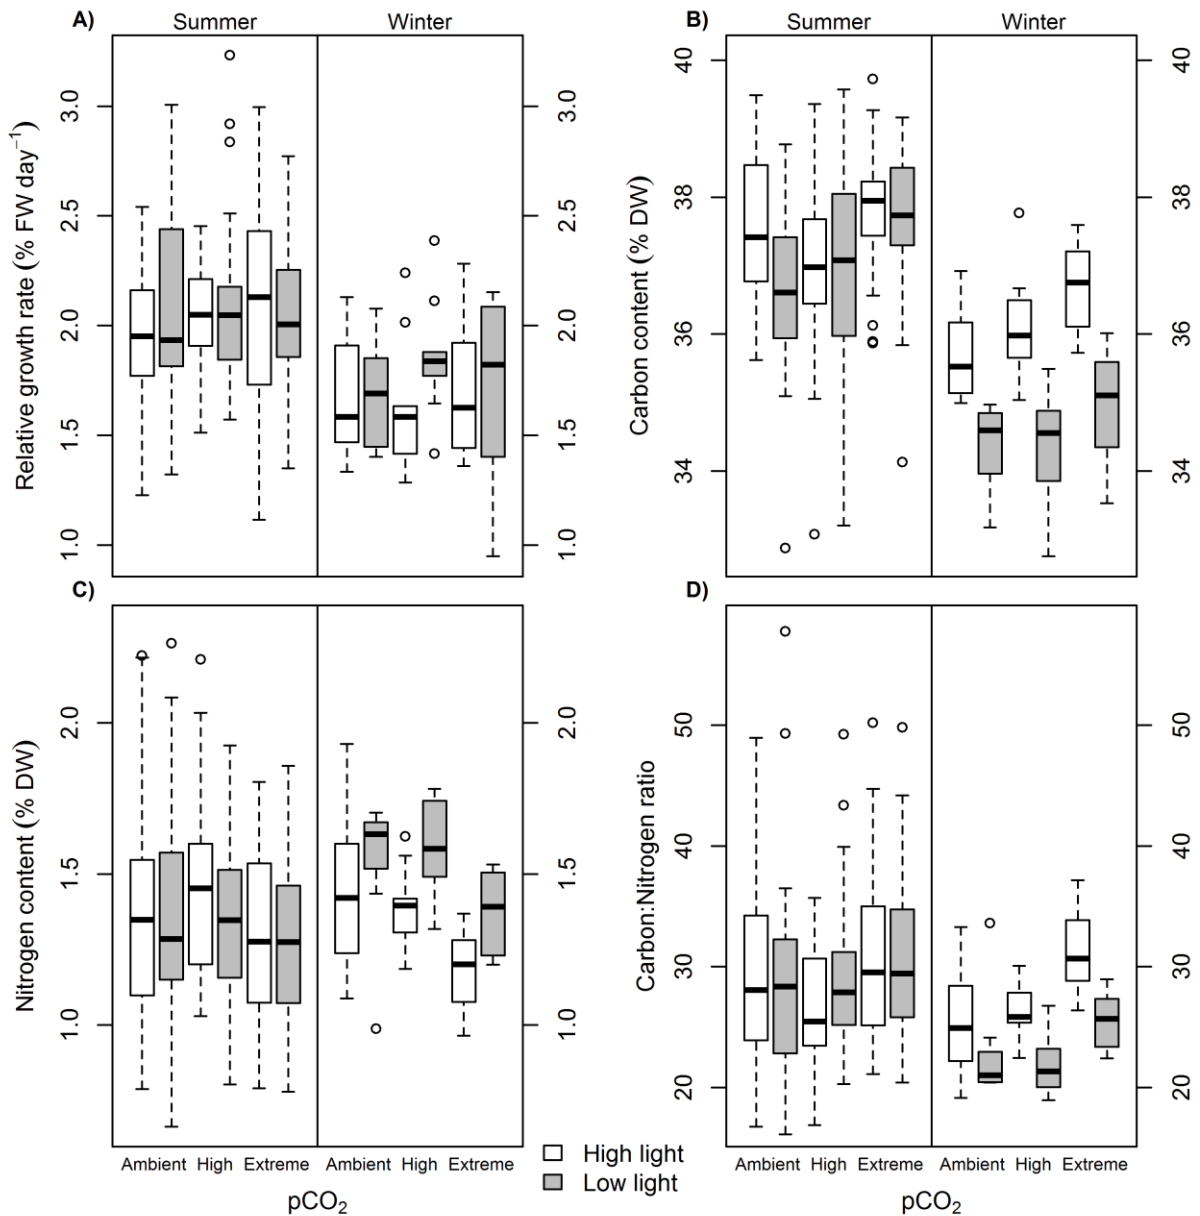 A) Summer Winter
Relative growth rate (% FW day⁻¹)
3.0 3.0
2.5 2.5
2.0 2.0
1.5 1.5
1.0 1.0
B) Summer Winter
Carbon content (% DW)
40 40
38 38
36 36
34 34
C)
Nitrogen content (% DW)
2.0 2.0
1.5 1.5
1.0 1.0
Ambient High Extreme Ambient High Extreme
pCO₂
D)
Carbon:Nitrogen ratio
50 50
40 40
30 30
20 20
Ambient High Extreme Ambient High Extreme
pCO₂
High light
Low light